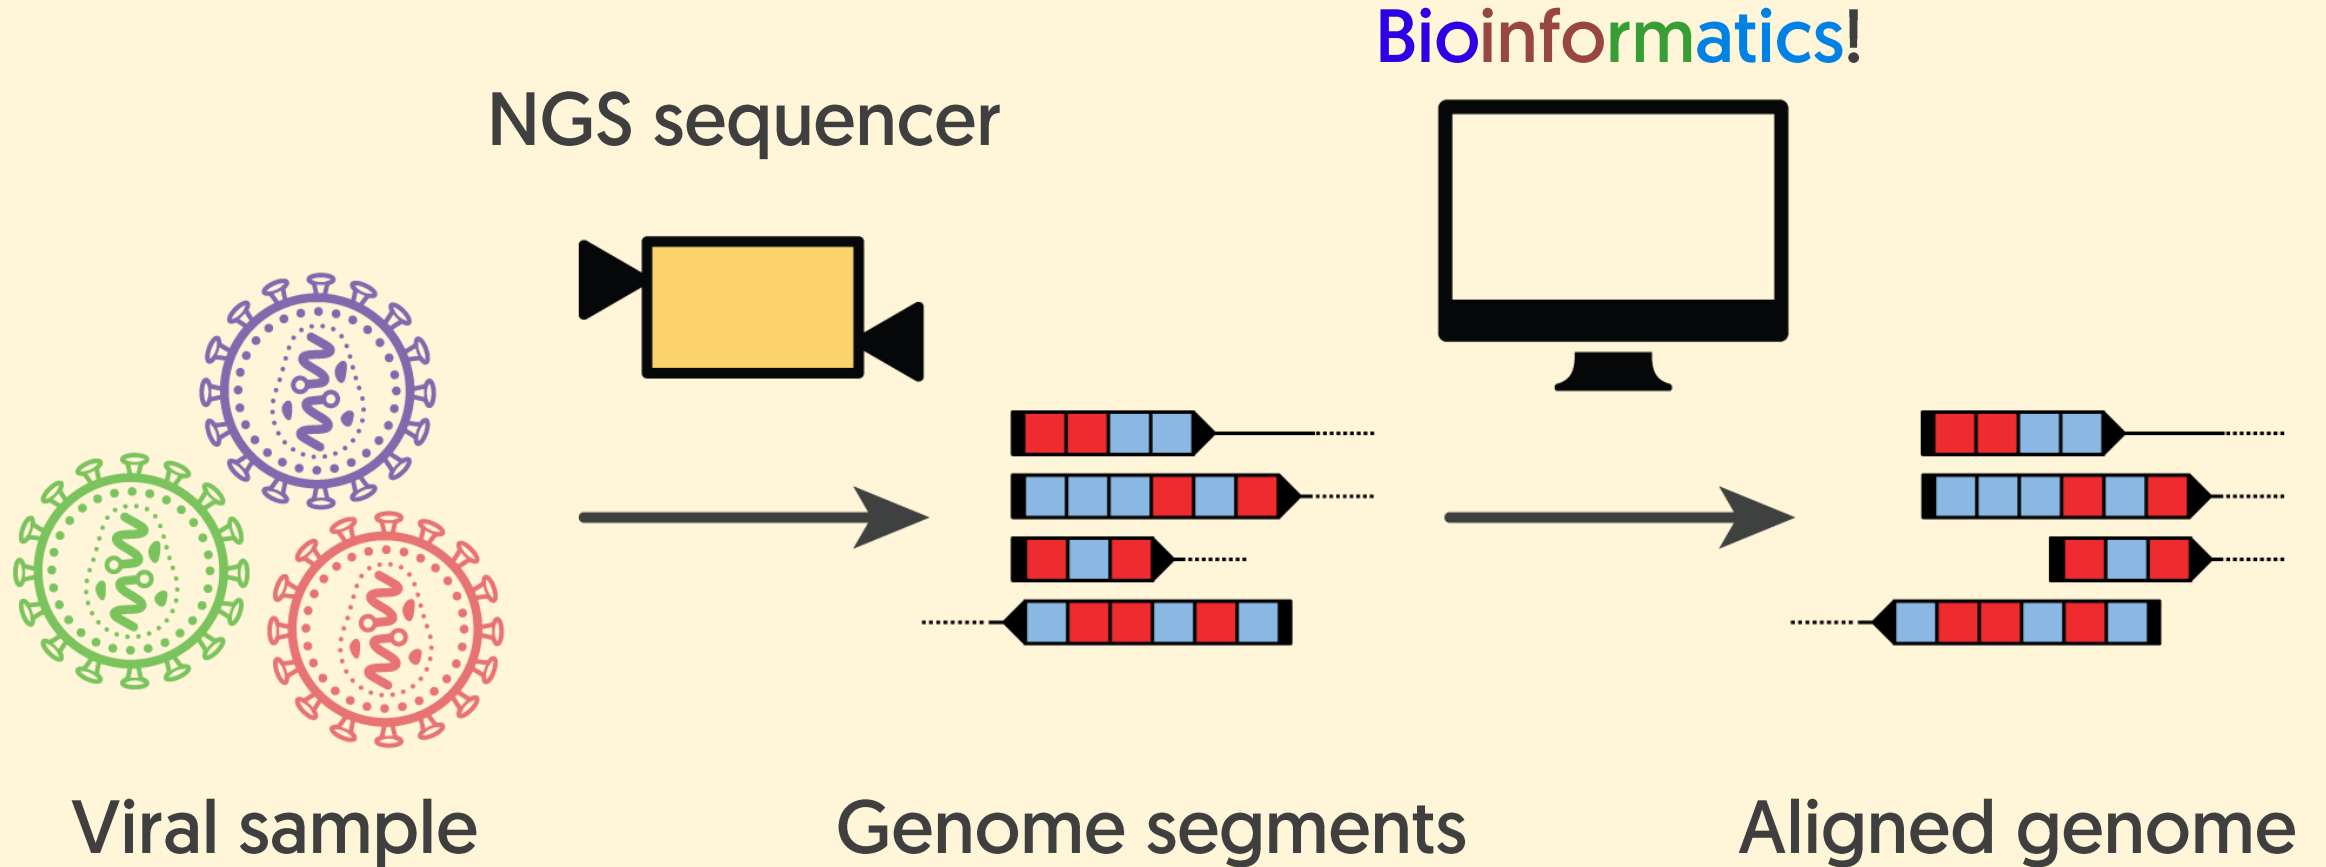 Bioinformatics!
NGS sequencer
Viral sample
Genome segments
Aligned genome